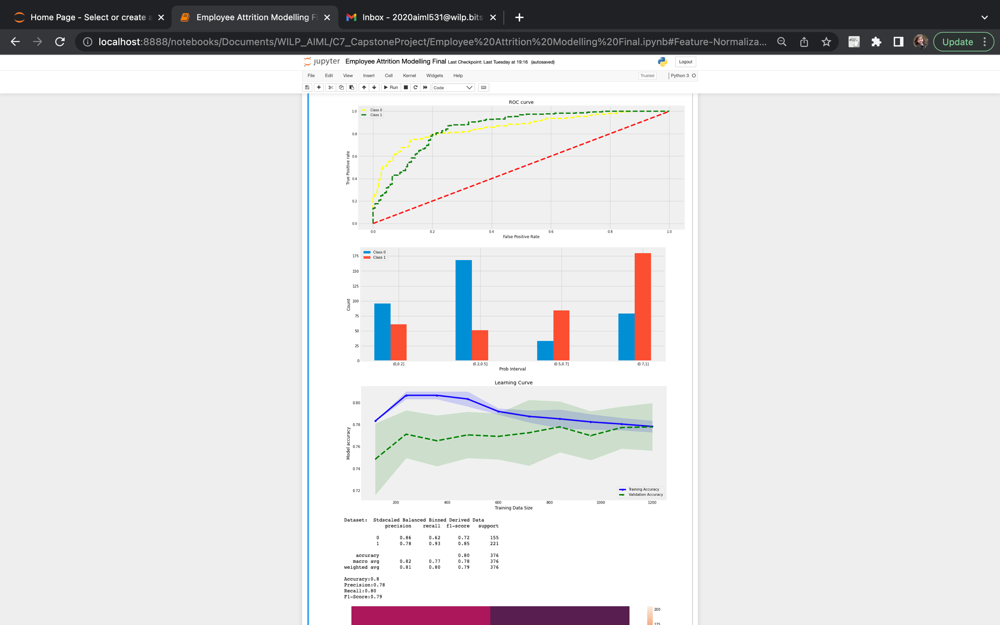 Home Page - Select or create a
Employee Attrition Modelling Fi
Inbox - 2020aiml531@wilp.bits
localhost:8888/notebooks/Documents/WILP_AIML/C7_CapstoneProject/Employee%20Attrition%20Modelling%20Final.ipynb#Feature-Normaliza...
Update
jupyter Employee Attrition Modelling Final Last Checkpoint: Last Tuesday at 19:16 (autosaved)
Logout
File Edit View Insert Cell Kernel Widgets Help
Trusted
Python 3
Run
Code
ROC curve
Class 0
Class 1
1.0
0.8
0.6
0.4
0.2
0.0
True Positive rate
0.0 0.2 0.4 0.6 0.8 1.0
False Positive Rate
Class 0
Class 1
175
150
125
100
75
50
25
0
Count
(0,0.2] (0.2,0.5] (0.5,0.7] (0.7,1]
Prob Interval
Learning Curve
0.80
0.78
0.76
0.74
0.72
Model accuracy
Training Accuracy
Validation Accuracy
200 400 600 800 1000 1200
Training Data Size
Dataset: Stdscaled Balanced Binned Derived Data
precision recall f1-score support
0 0.86 0.62 0.72 155
1 0.78 0.93 0.85 221
accuracy 0.80 376
macro avg 0.82 0.77 0.78 376
weighted avg 0.81 0.80 0.79 376
Accuracy:0.8
Precision:0.78
Recall:0.80
F1-Score:0.79
200
175